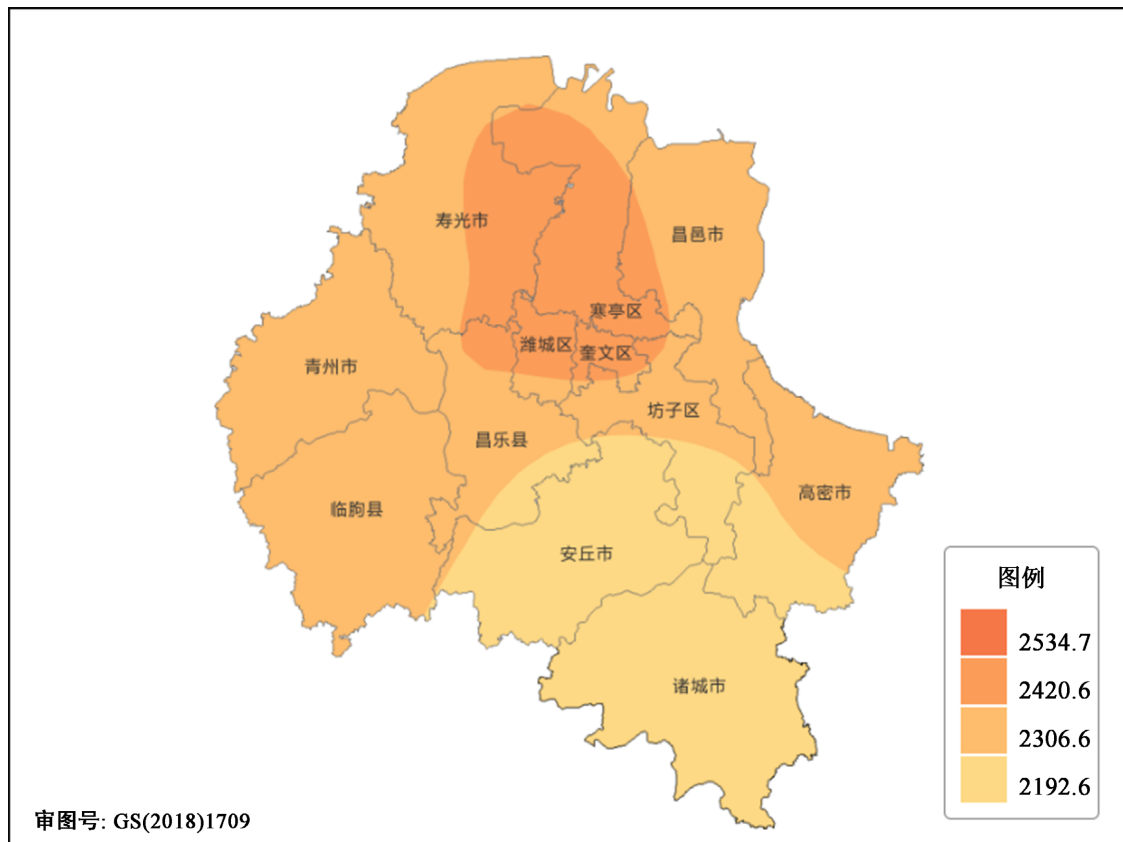 寿光市
昌邑市
寒亭区
潍城区
奎文区
青州市
坊子区
昌乐县
高密市
临朐县
安丘市
诸城市
图例
2534.7
2420.6
2306.6
2192.6
审图号: GS(2018)1709